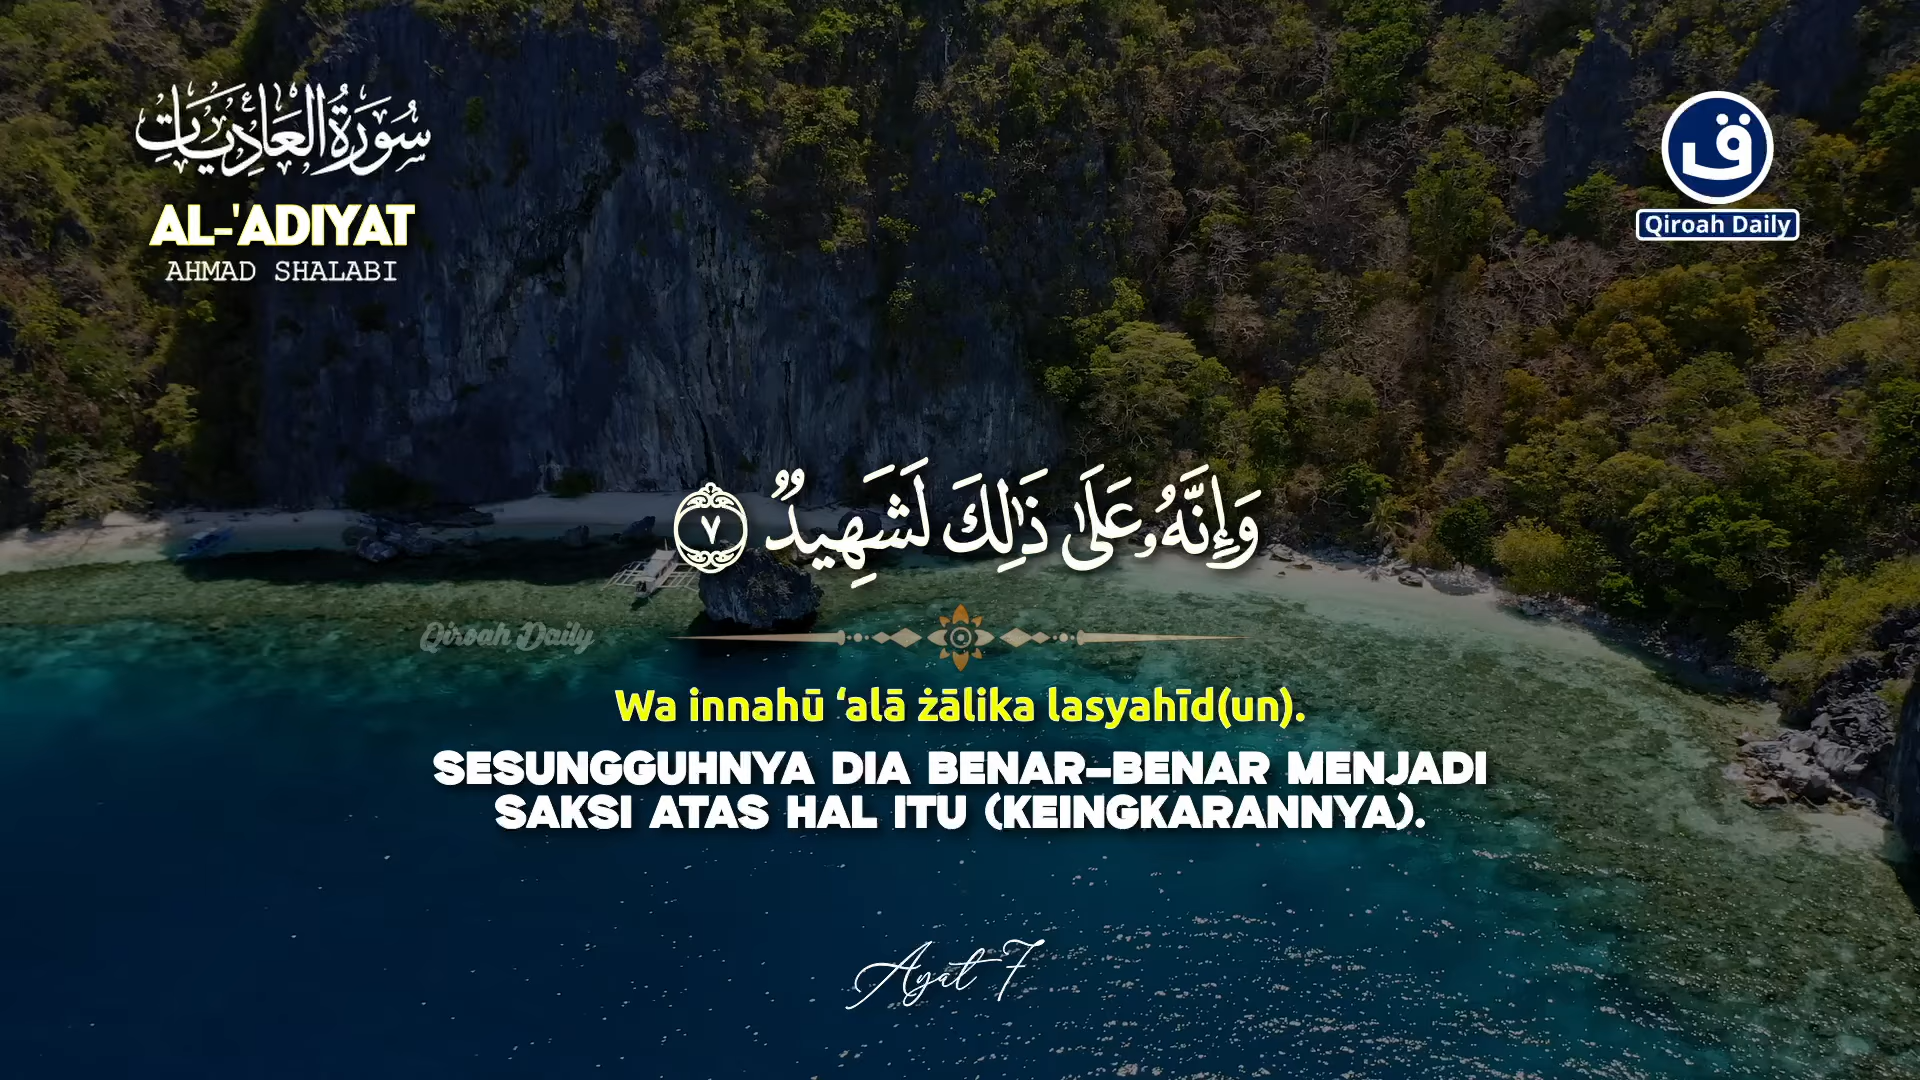 سُورَةُ العَادِيَاتِ
AL-'ADIYAT
AHMAD SHALABI
ق
Qiroah Daily
وَإِنَّهُۥ عَلَىٰ ذَٰلِكَ لَشَهِيدٌ ٧
Qiroah Daily
Wa innahū ‘alā żālika lasyahīd(un).
SESUNGGUHNYA DIA BENAR-BENAR MENJADI
SAKSI ATAS HAL ITU (KEINGKARANNYA).
Ayat 7